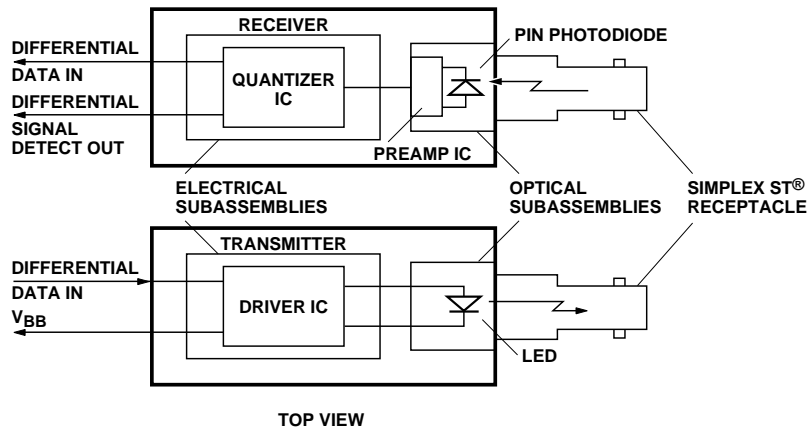 RECEIVER
PIN PHOTODIODE
DIFFERENTIAL
DATA IN
DIFFERENTIAL
SIGNAL
DETECT OUT
QUANTIZER
IC
PREAMP IC
ELECTRICAL
SUBASSEMBLIES
OPTICAL
SUBASSEMBLIES
SIMPLEX ST®
RECEPTACLE
TRANSMITTER
DIFFERENTIAL
DATA IN
VBB
DRIVER IC
LED
TOP VIEW